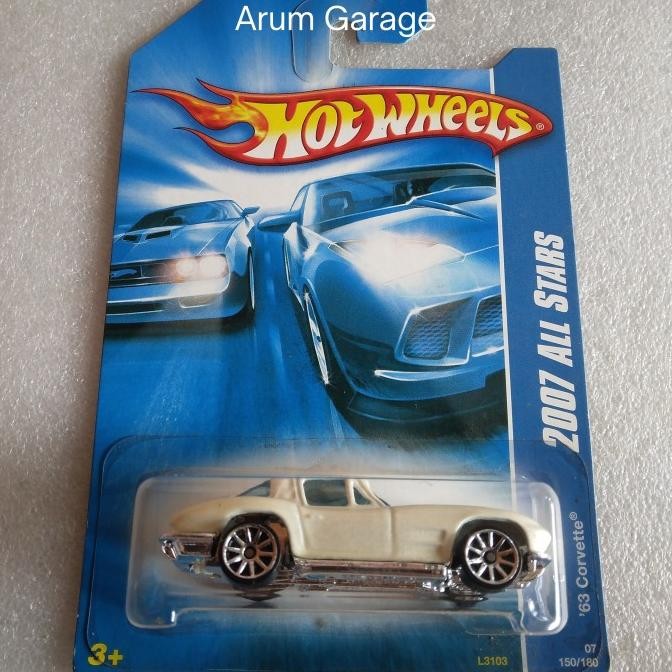 Arum Garage
HOT WHEELS®
2007 ALL STARS
'63 Corvette®
3+
L3103
07
150/180